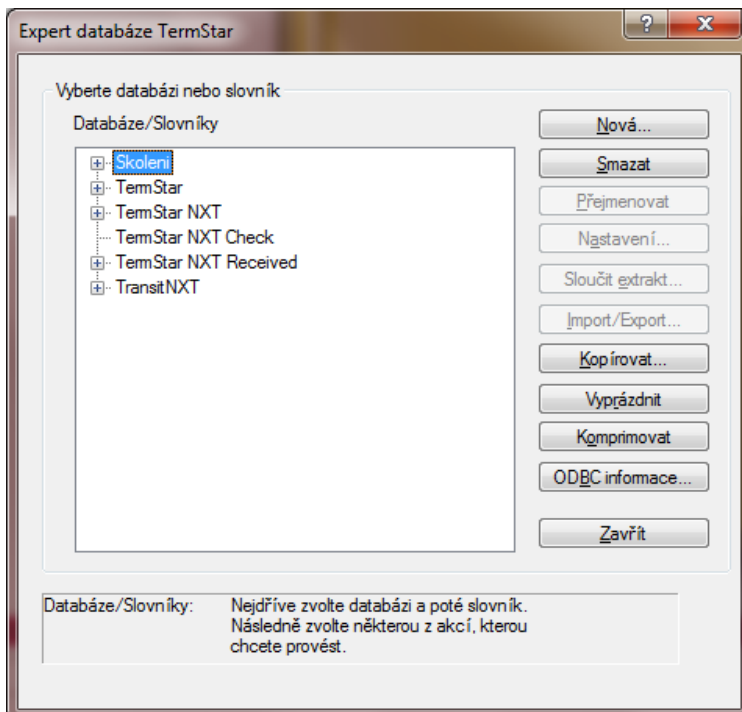 Expert databáze TermStar
?
X
Vyberte databázi nebo slovník
Databáze/Slovníky
Skoleni
TermStar
TermStar NXT
TermStar NXT Check
TermStar NXT Received
TransitNXT
Nová...
Smazat
Přejmenovat
Nastavení...
Sloučit extrakt...
Import/Export...
Kopírovat...
Vyprázdnit
Komprimovat
ODBC informace...
Zavřít
Databáze/Slovníky: Nejdříve zvolte databázi a poté slovník.
Následně zvolte některou z akcí, kterou
chcete provést.